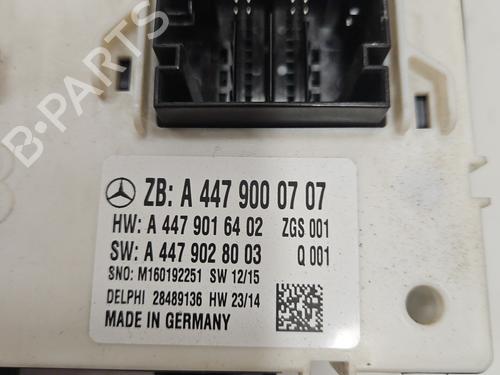 B-PARTS
ZB: A 447 900 07 07
HW: A 447 901 64 02 ZGS 001
SW: A 447 902 80 03 Q 001
SNO: M160192251 SW 12/15
DELPHI 28489136 HW 23/14
MADE IN GERMANY